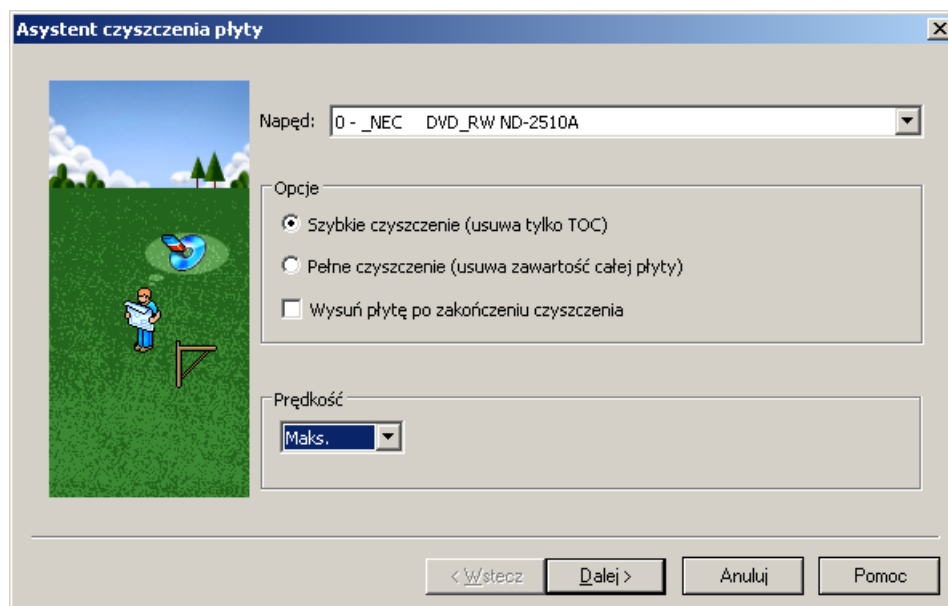 Asystent czyszczenia płyty
Napęd: 0 - _NEC DVD_RW ND-2510A
Opcje
Szybkie czyszczenie (usuwa tylko TOC)
Pełne czyszczenie (usuwa zawartość całej płyty)
Wysuń płytę po zakończeniu czyszczenia
Prędkość
Maks.
< Wstecz Dalej > Anuluj Pomoc